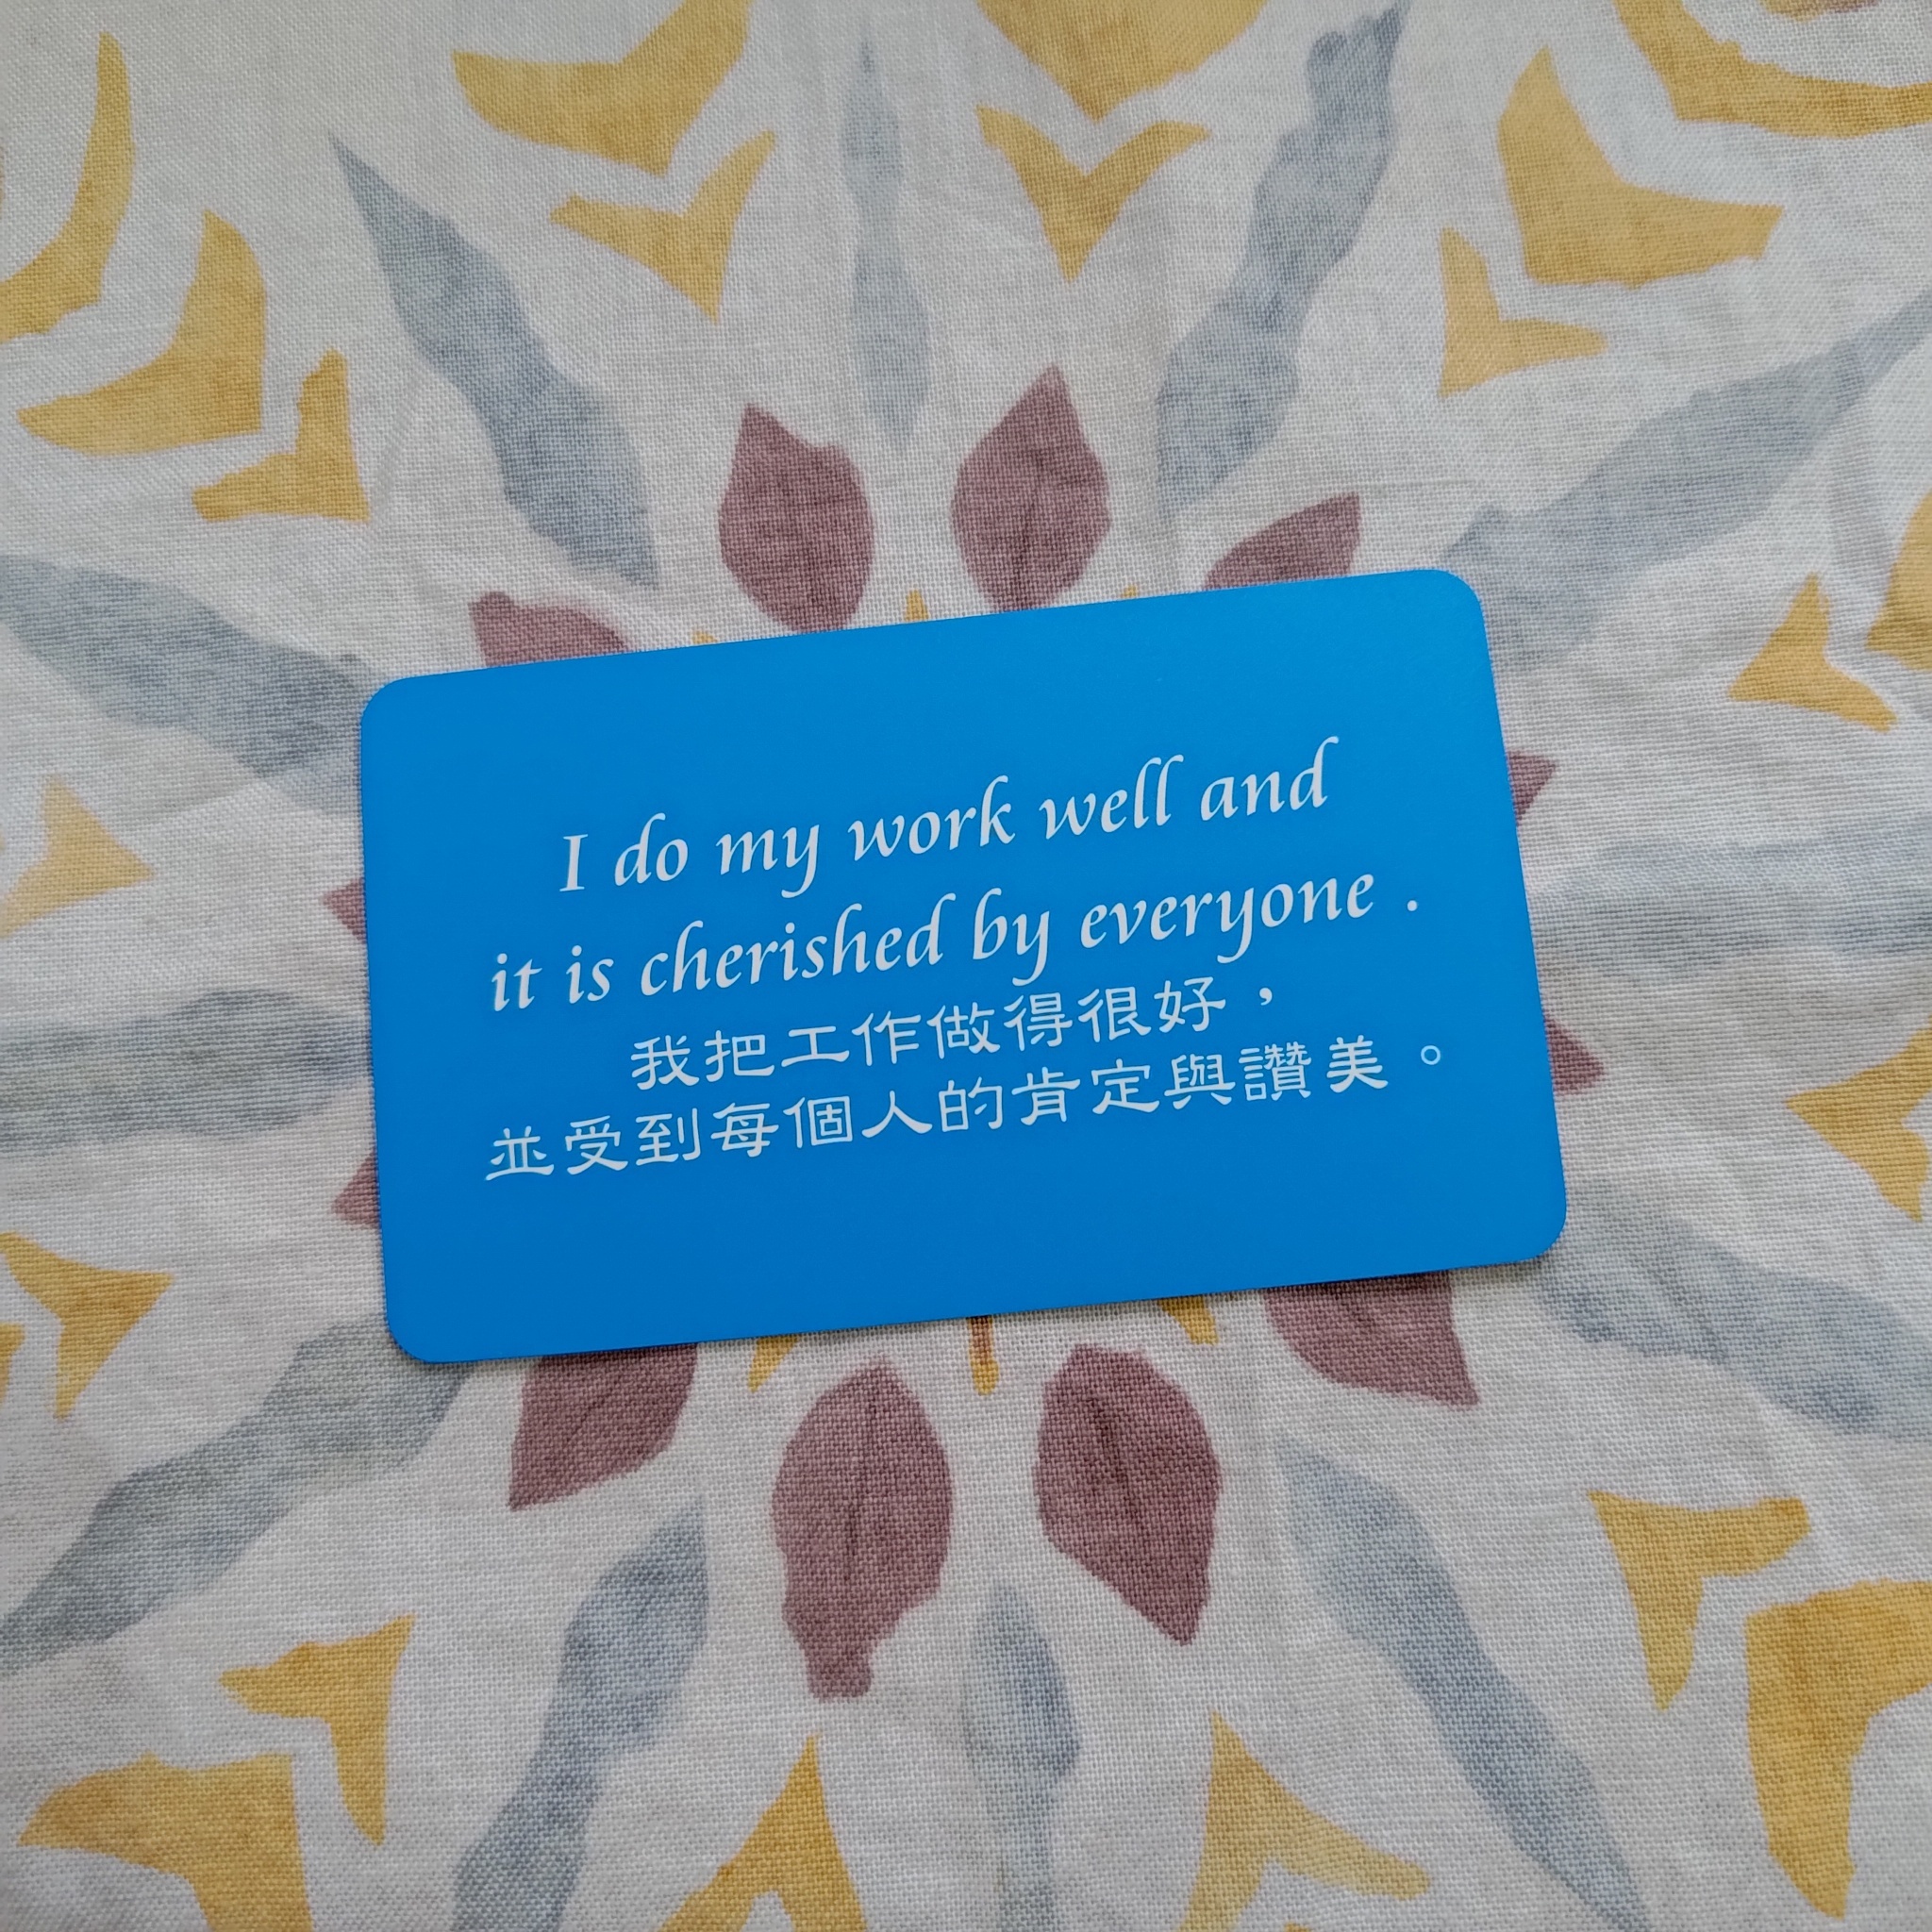 I do my work well and
it is cherished by everyone .
我把工作做得很好，
並受到每個人的肯定與讚美。